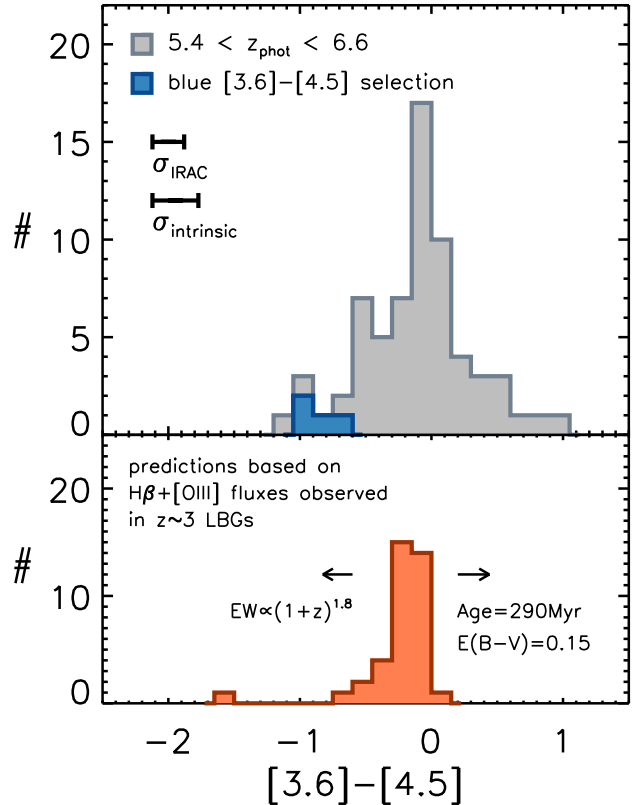 20
15
10
5
0
#
5.4 < z_phot < 6.6
blue [3.6]−[4.5] selection
σ_IRAC
σ_intrinsic
20
10
0
#
predictions based on
Hβ+[OIII] fluxes observed
in z~3 LBGs
EW∝(1+z)^1.8
Age=290Myr
E(B−V)=0.15
−2 −1 0 1
[3.6]−[4.5]